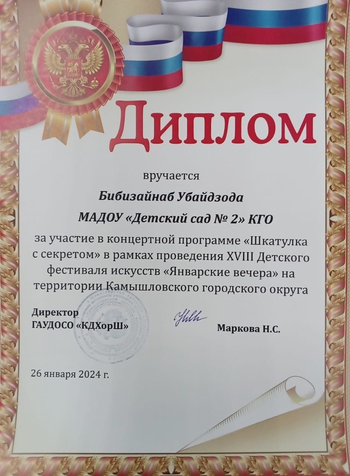 Диплом
вручается
Бибизайнаб Убайдзода
МАДОУ «Детский сад № 2» КГО
за участие в концертной программе «Шкатулка
с секретом» в рамках проведения XVIII Детского
фестиваля искусств «Январские вечера» на
территории Камышловского городского округа
Директор
ГАУДОСО «КДХорШ»
Маркова Н.С.
26 января 2024 г.